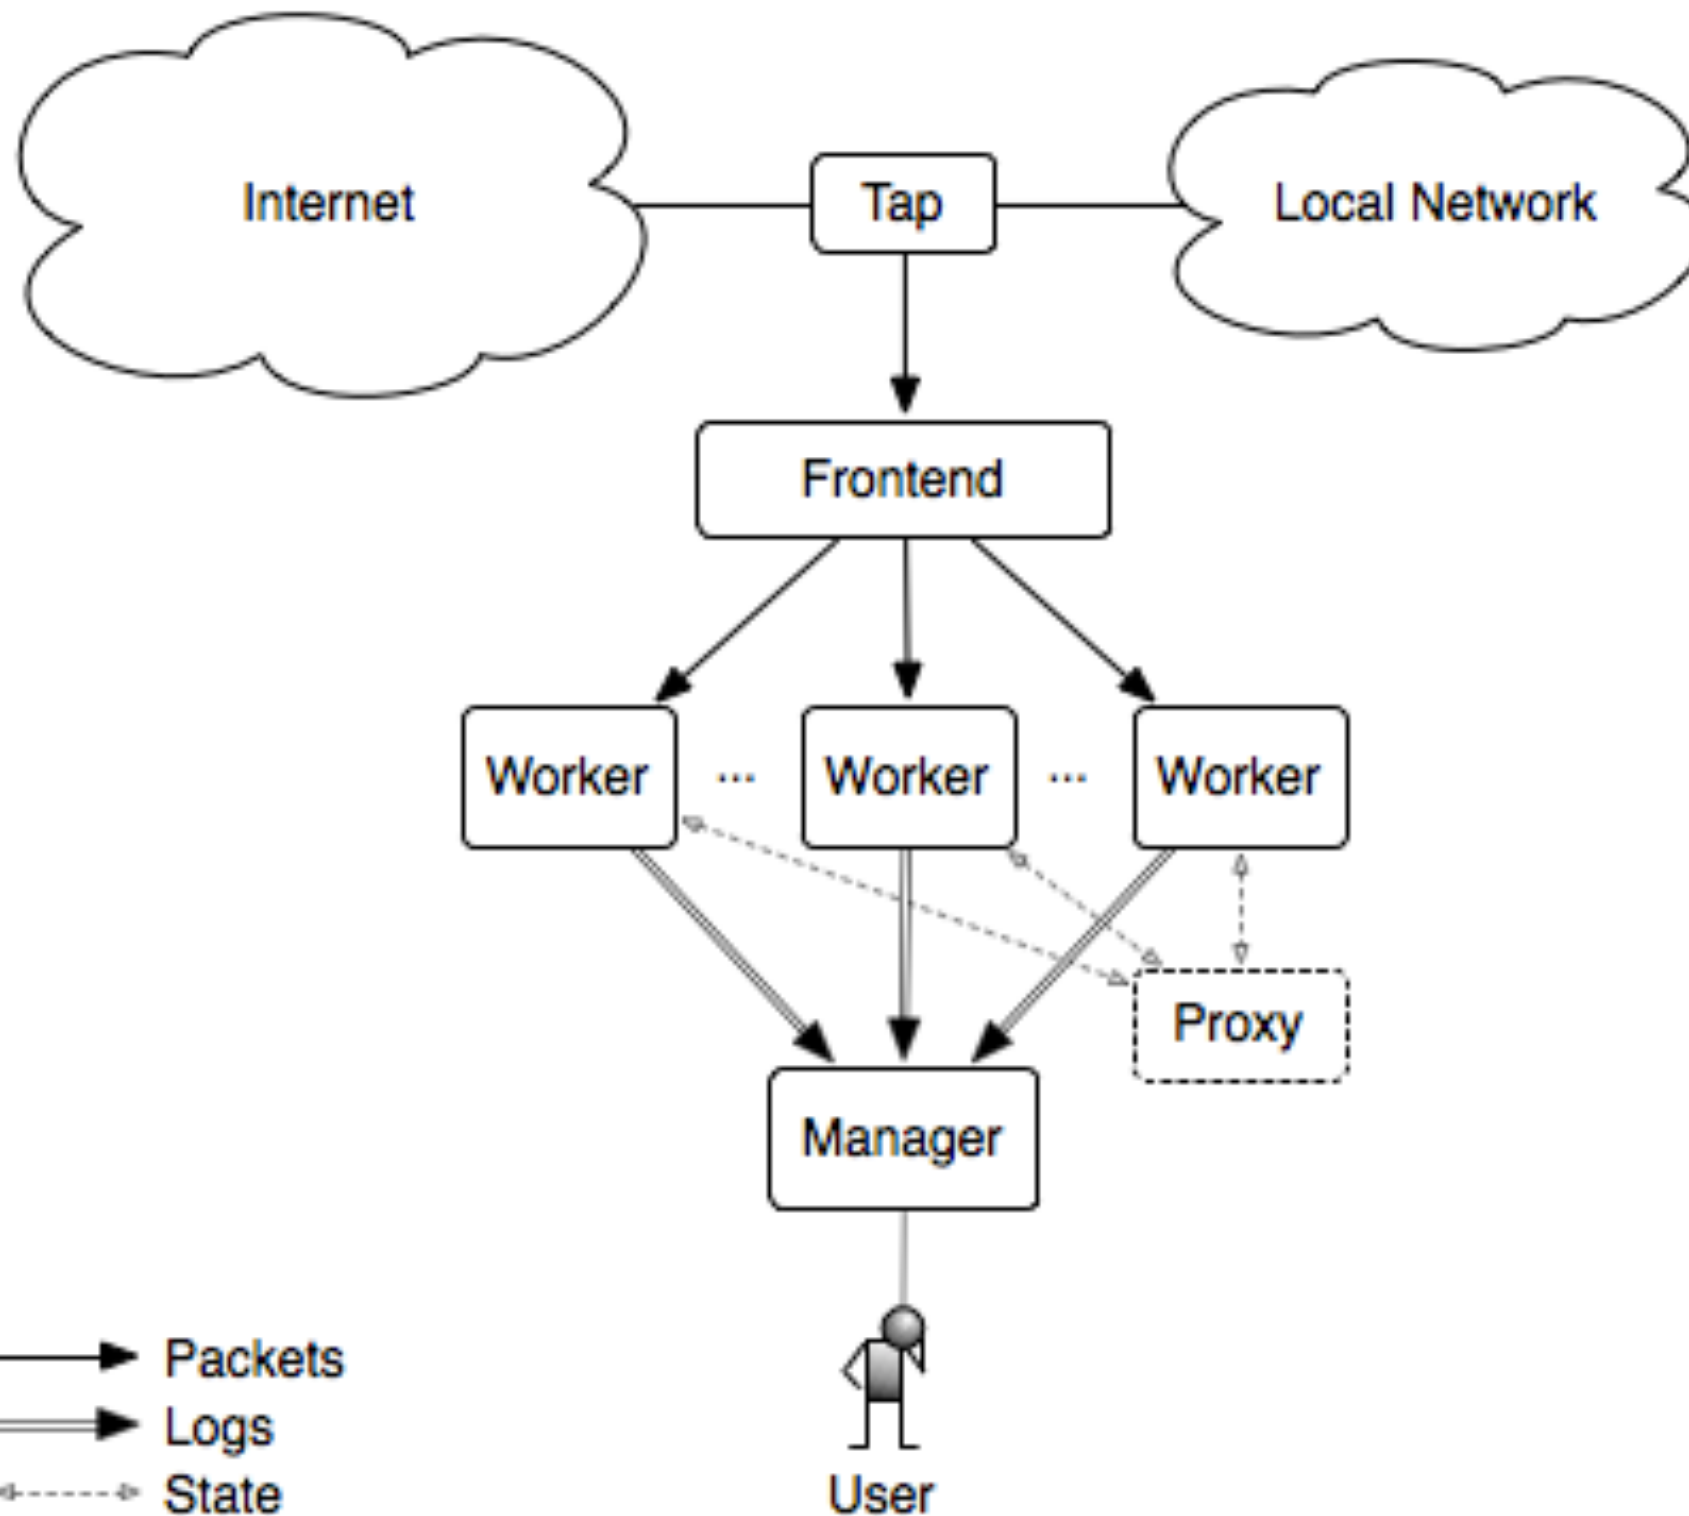 Internet
Tap
Local Network
Frontend
Worker ... Worker ... Worker
Proxy
Manager
Packets
Logs
State
User